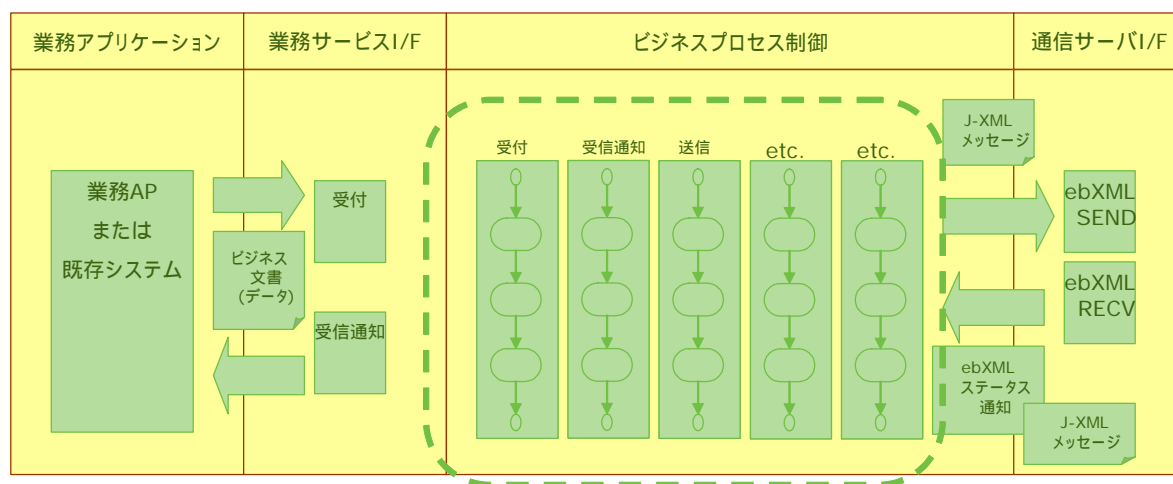 業務アプリケーション
業務サービスI/F
ビジネスプロセス制御
通信サーバI/F
業務AP
または
既存システム
受付
ビジネス
文書
(データ)
受信通知
受付
受信通知
送信
etc.
etc.
J-XML
メッセージ
ebXML
SEND
ebXML
RECV
ebXML
ステータス
通知
J-XML
メッセージ